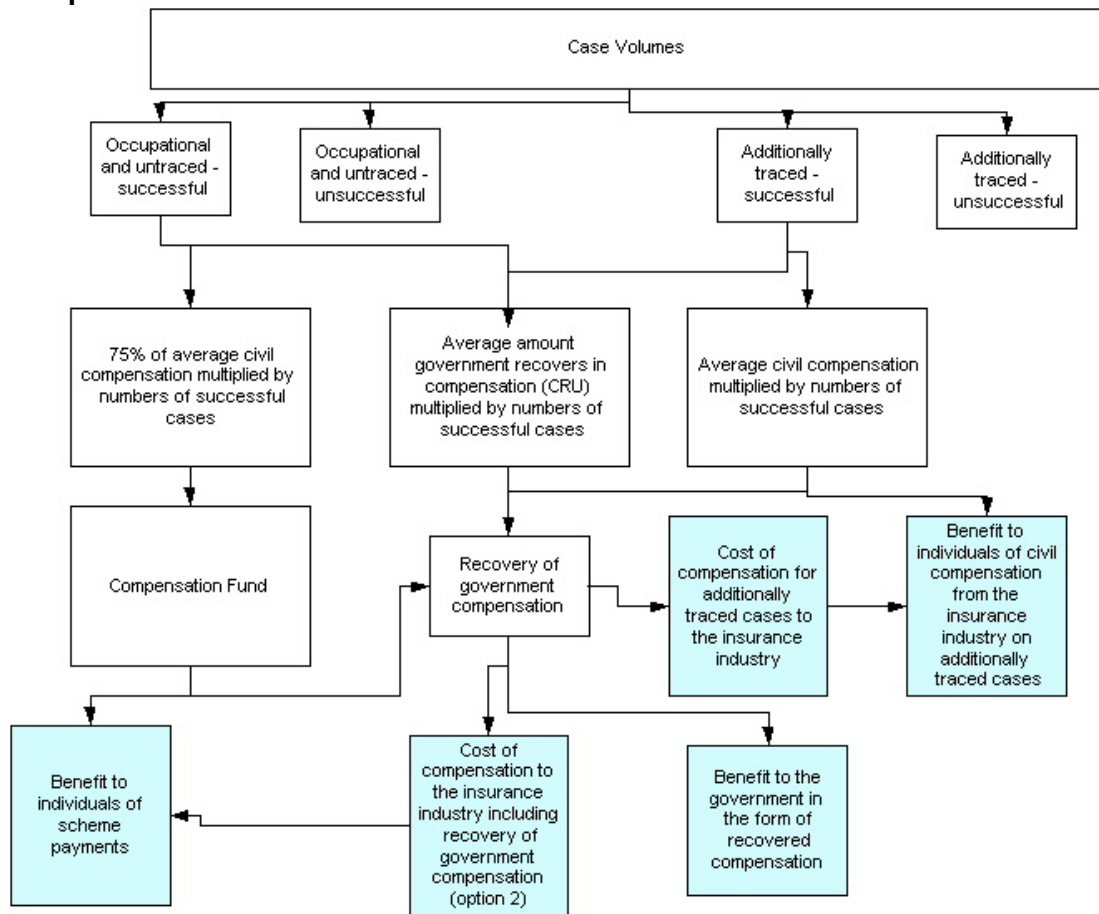 Case Volumes
Occupational
and untraced -
successful
Occupational
and untraced -
unsuccessful
Additionally
traced -
successful
Additionally
traced -
unsuccessful
75% of average civil
compensation multiplied by
numbers of successful
cases
Average amount
government recovers in
compensation (CRU)
multiplied by numbers of
successful cases
Average civil compensation
multiplied by numbers of
successful cases
Compensation Fund
Recovery of
government
compensation
Cost of
compensation for
additionally
traced cases to
the insurance
industry
Benefit to
individuals of civil
compensation
from the
insurance
industry on
additionally
traced cases
Benefit to
individuals of
scheme
payments
Cost of
compensation to
the insurance
industry including
recovery of
government
compensation
(option 2)
Benefit to the
government in
the form of
recovered
compensation